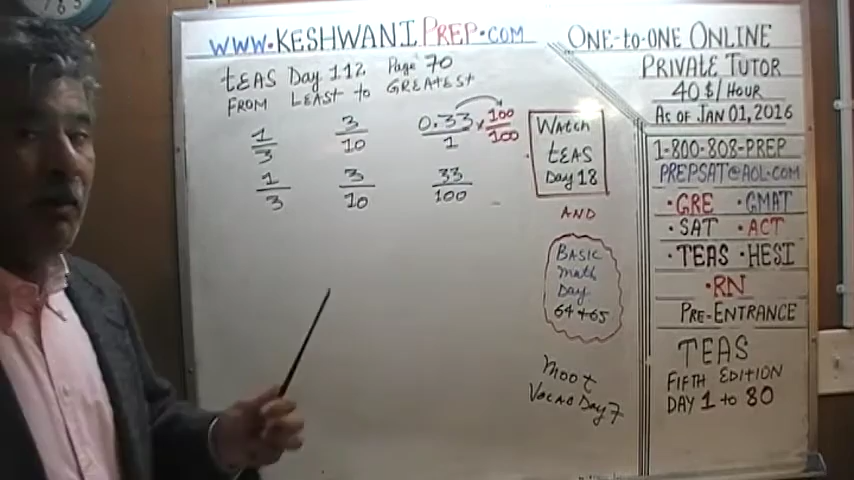 WWW.KESHWANIPREP.COM
TEAS Day 112 Page 70
FROM LEAST to GREATEST
1/3 3/10 0.33/1 x 100/100
1/3 3/10 33/100
Watch
TEAS
Day 18
AND
BASIC
Math
Day
64+65
Moot
Vocab Day 7
ONE-to-ONE ONLINE
PRIVATE TUTOR
40$/HOUR
AS OF JAN 01, 2016
1-800-808-PREP
PREPSAT@AOL.COM
•GRE •GMAT
•SAT •ACT
•TEAS •HESI
•RN
PRE-ENTRANCE
TEAS
FIFTH EDITION
DAY 1 to 80